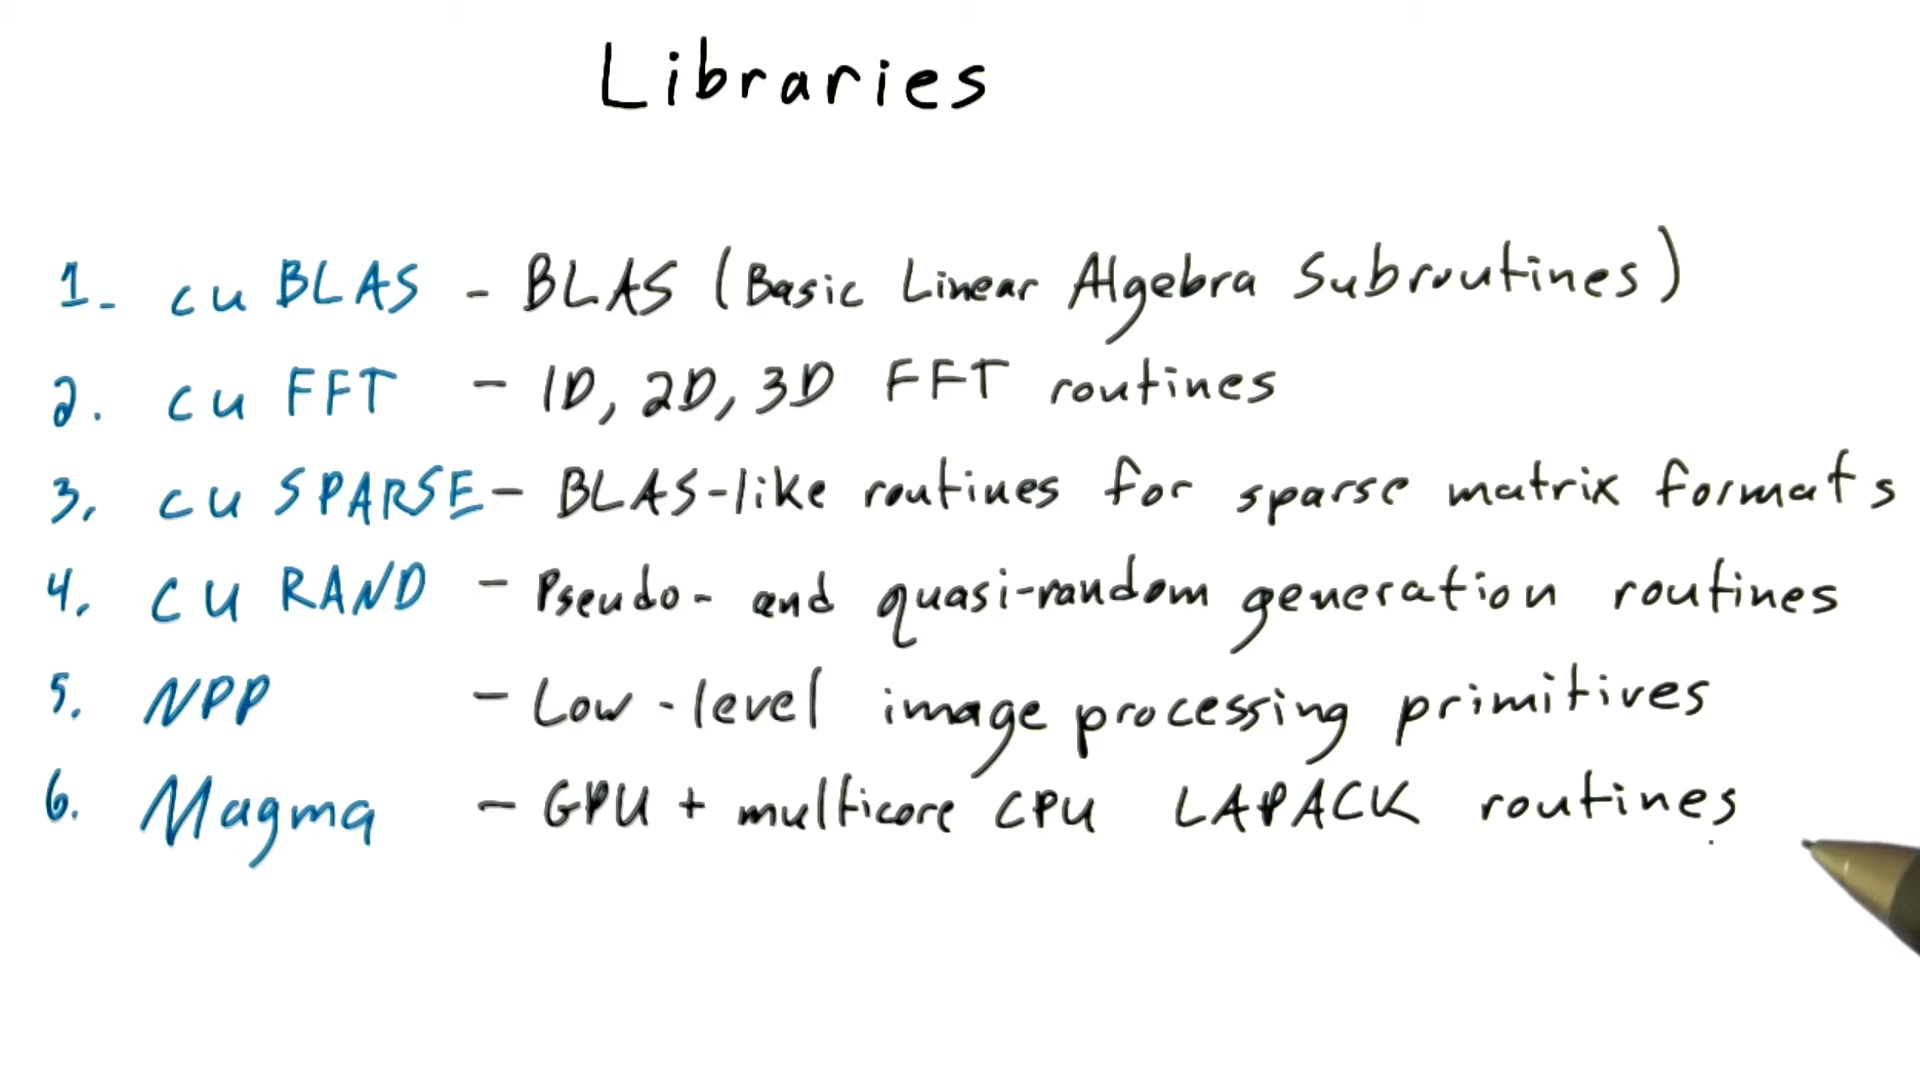 Libraries
1. cu BLAS - BLAS (Basic Linear Algebra Subroutines)
2. cu FFT - 1D, 2D, 3D FFT routines
3. cu SPARSE - BLAS-like routines for sparse matrix formats
4. cu RAND - Pseudo- and quasi-random generation routines
5. NPP - Low-level image processing primitives
6. Magma - GPU + multicore CPU LAPACK routines